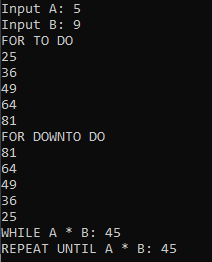 Input A: 5
Input B: 9
FOR TO DO
25
36
49
64
81
FOR DOWNTO DO
81
64
49
36
25
WHILE A * B: 45
REPEAT UNTIL A * B: 45